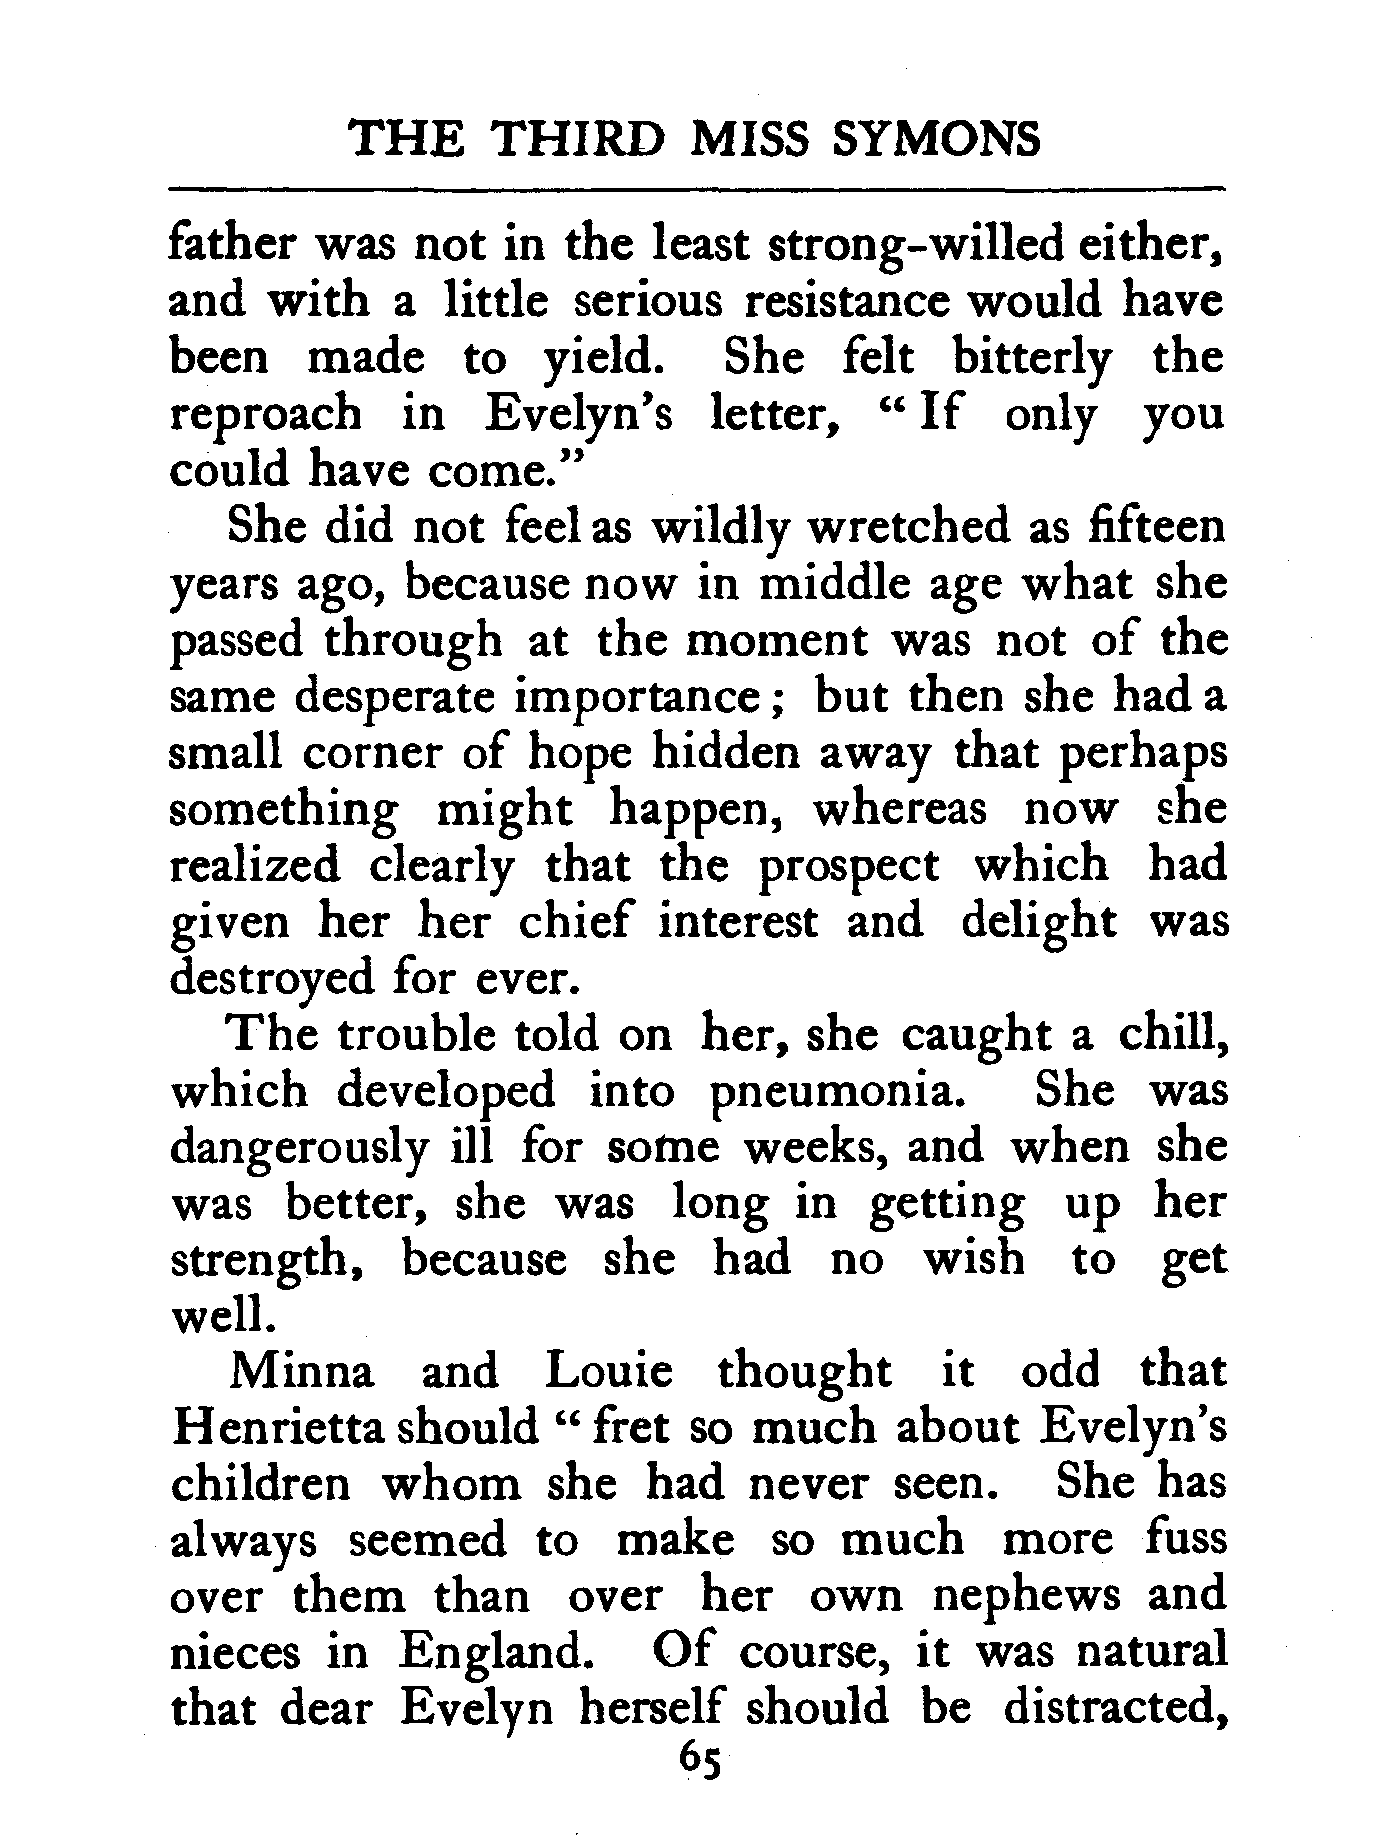 THE THIRD MISS SYMONS
father was not in the least strong-willed either,
and with a little serious resistance would have
been made to yield. She felt bitterly the
reproach in Evelyn's letter, “ If only you
could have come.”
She did not feel as wildly wretched as fifteen
years ago, because now in middle age what she
passed through at the moment was not of the
same desperate importance ; but then she had a
small corner of hope hidden away that perhaps
something might happen, whereas now she
realized clearly that the prospect which had
given her her chief interest and delight was
destroyed for ever.
The trouble told on her, she caught a chill,
which developed into pneumonia. She was
dangerously ill for some weeks, and when she
was better, she was long in getting up her
strength, because she had no wish to get
well.
Minna and Louie thought it odd that
Henrietta should “ fret so much about Evelyn's
children whom she had never seen. She has
always seemed to make so much more fuss
over them than over her own nephews and
nieces in England. Of course, it was natural
that dear Evelyn herself should be distracted,
65